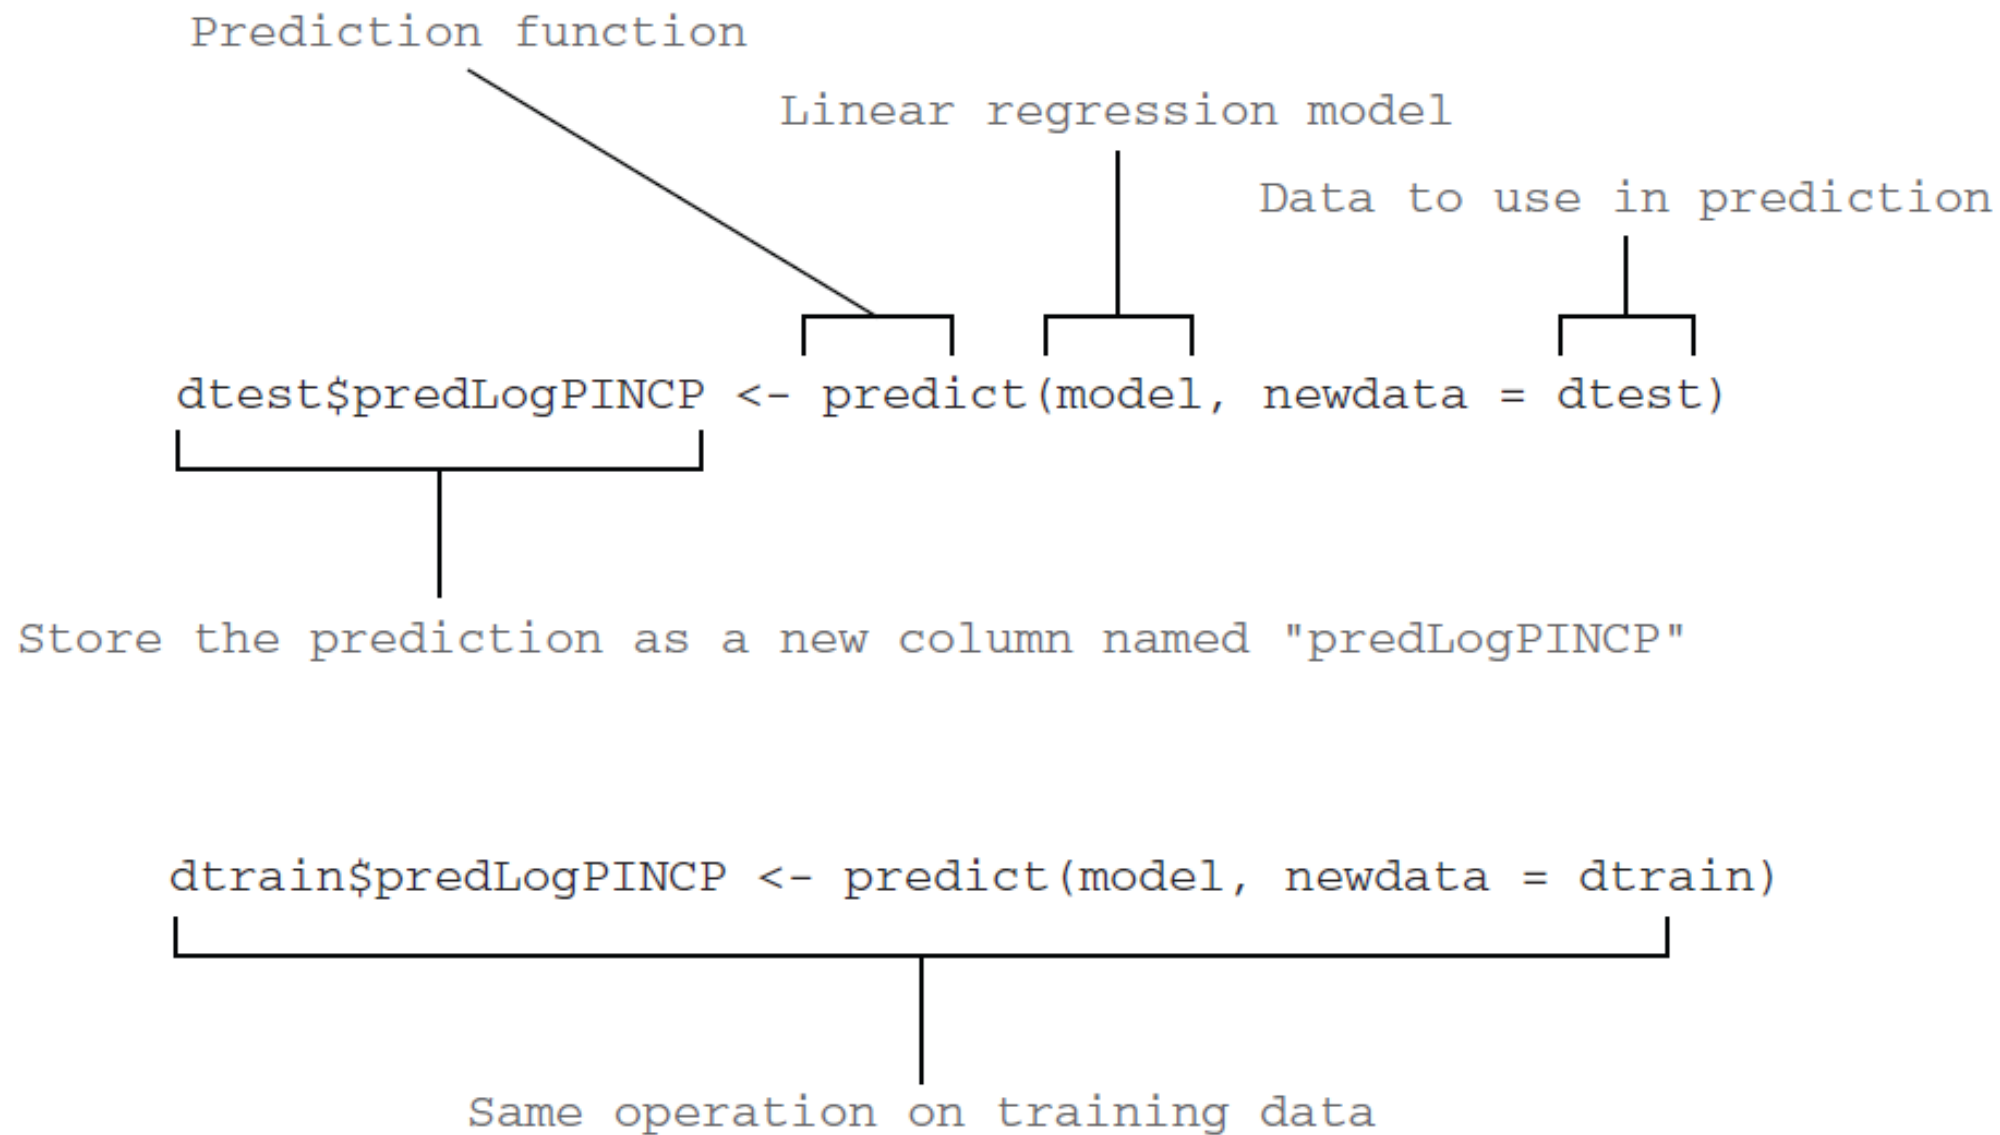 Prediction function
Linear regression model
Data to use in prediction
dtest$predLogPINCP <- predict(model, newdata = dtest)
Store the prediction as a new column named "predLogPINCP"
dtrain$predLogPINCP <- predict(model, newdata = dtrain)
Same operation on training data